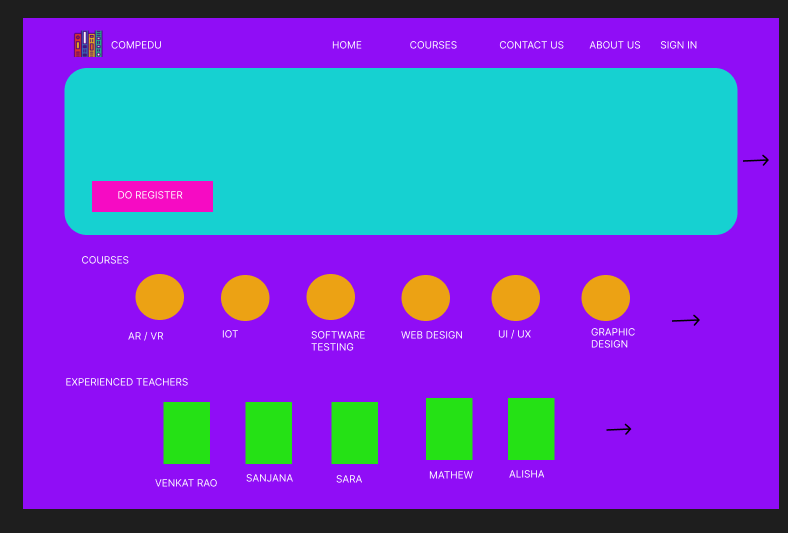 COMPEDU
HOME
COURSES
CONTACT US
ABOUT US
SIGN IN
DO REGISTER
COURSES
AR / VR
IOT
SOFTWARE
TESTING
WEB DESIGN
UI / UX
GRAPHIC
DESIGN
EXPERIENCED TEACHERS
VENKAT RAO
SANJANA
SARA
MATHEW
ALISHA